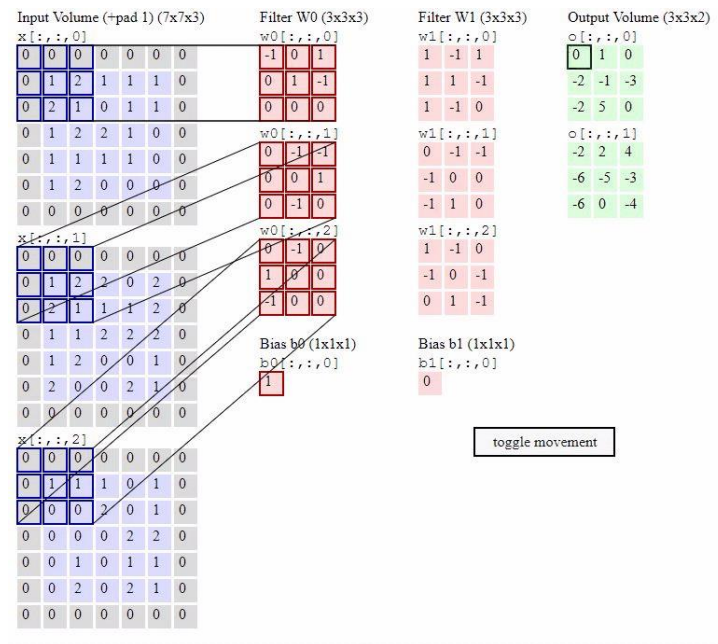 Input Volume (+pad 1) (7x7x3)
x[:,:,0]
0 0 0 0 0 0 0
0 1 2 1 1 1 0
0 2 1 0 1 1 0
0 1 2 2 1 0 0
0 1 1 1 1 0 0
0 1 2 0 0 0 0
0 0 0 0 0 0 0
x[:,:,1]
0 0 0 0 0 0 0
0 1 2 2 0 2 0
0 2 1 1 1 2 0
0 1 1 2 2 2 0
0 1 2 0 0 1 0
0 2 0 0 2 1 0
0 0 0 0 0 0 0
x[:,:,2]
0 0 0 0 0 0 0
0 1 1 1 0 1 0
0 0 0 2 0 1 0
0 0 0 0 2 2 0
0 0 1 0 1 1 0
0 0 2 0 2 1 0
0 0 0 0 0 0 0
Filter W0 (3x3x3)
w0[:,:,0]
-1 0 1
0 1 -1
0 0 0
w0[:,:,1]
0 -1 -1
0 0 1
0 -1 0
w0[:,:,2]
0 -1 0
1 0 0
-1 0 0
Bias b0 (1x1x1)
b0[:,:,0]
1
Filter W1 (3x3x3)
w1[:,:,0]
1 -1 1
1 1 -1
1 -1 0
w1[:,:,1]
0 -1 -1
-1 0 0
-1 1 0
w1[:,:,2]
1 -1 0
-1 0 -1
0 1 -1
Bias b1 (1x1x1)
b1[:,:,0]
0
Output Volume (3x3x2)
o[:,:,0]
0 1 0
-2 -1 -3
-2 5 0
o[:,:,1]
-2 2 4
-6 -5 -3
-6 0 -4
toggle movement